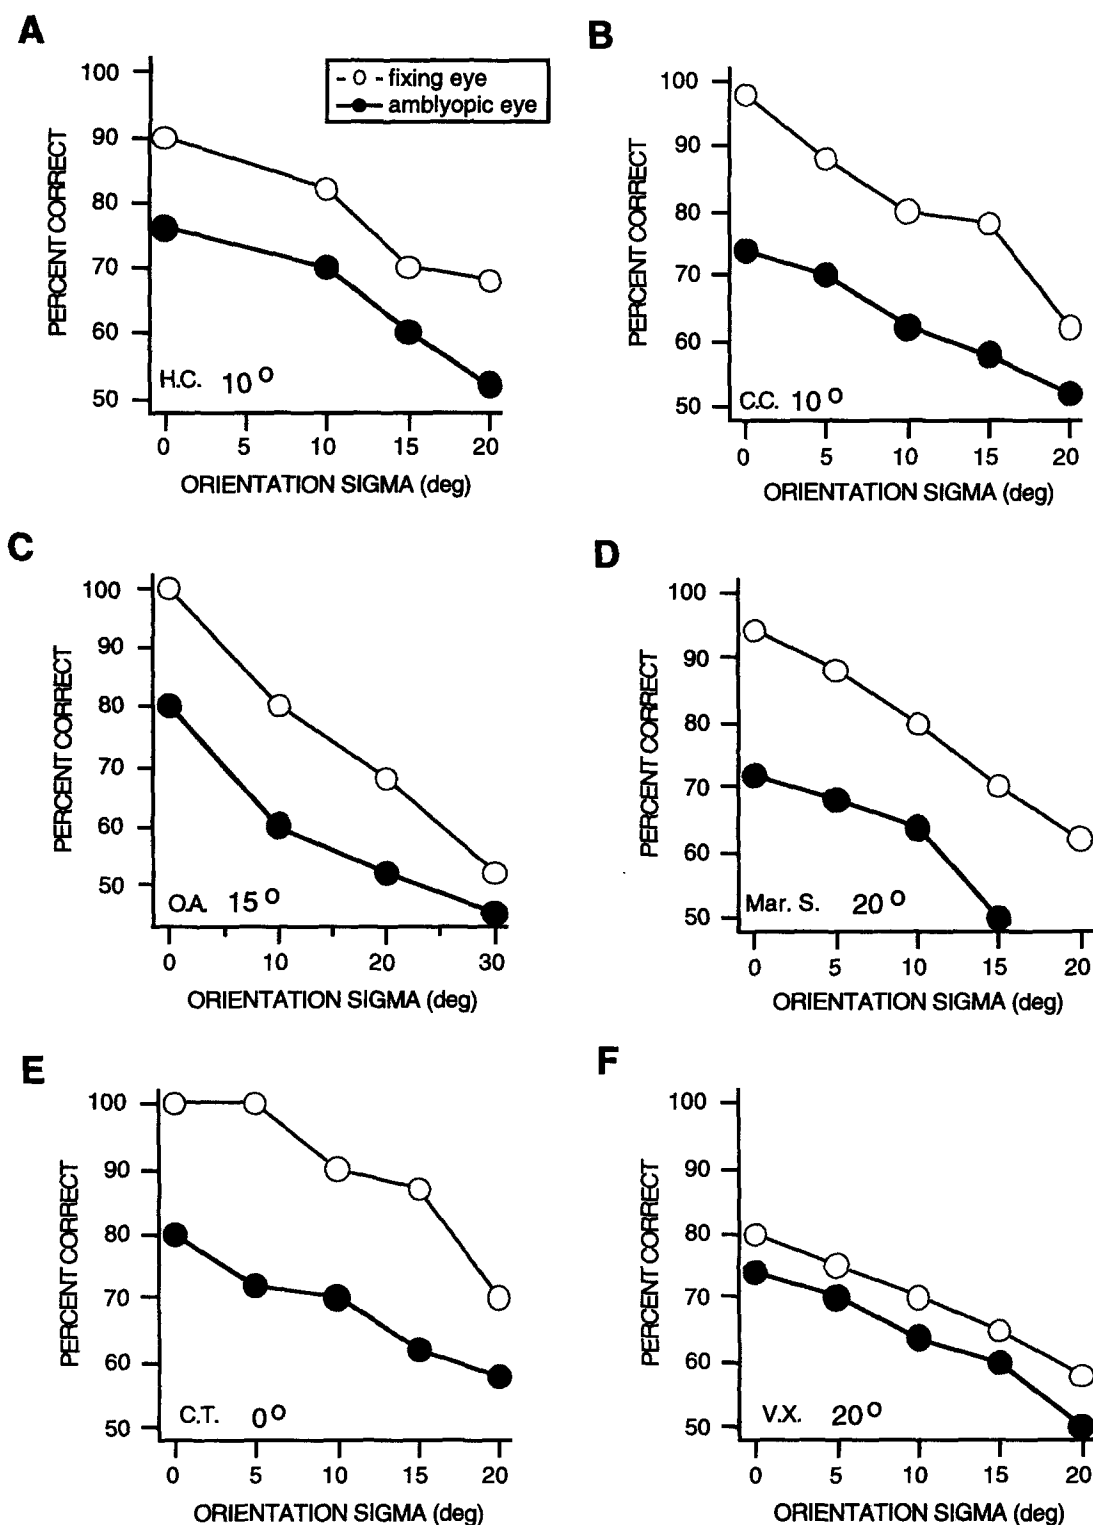 A
100
90
80
70
60
50
PERCENT CORRECT
fixing eye
amblyopic eye
H.C. 10°
0 5 10 15 20
ORIENTATION SIGMA (deg)
B
100
90
80
70
60
50
PERCENT CORRECT
C.C. 10°
0 5 10 15 20
ORIENTATION SIGMA (deg)
C
100
90
80
70
60
50
PERCENT CORRECT
O.A. 15°
0 10 20 30
ORIENTATION SIGMA (deg)
D
100
90
80
70
60
50
PERCENT CORRECT
Mar. S. 20°
0 5 10 15 20
ORIENTATION SIGMA (deg)
E
100
90
80
70
60
50
PERCENT CORRECT
C.T. 0°
0 5 10 15 20
ORIENTATION SIGMA (deg)
F
100
90
80
70
60
50
PERCENT CORRECT
V.X. 20°
0 5 10 15 20
ORIENTATION SIGMA (deg)